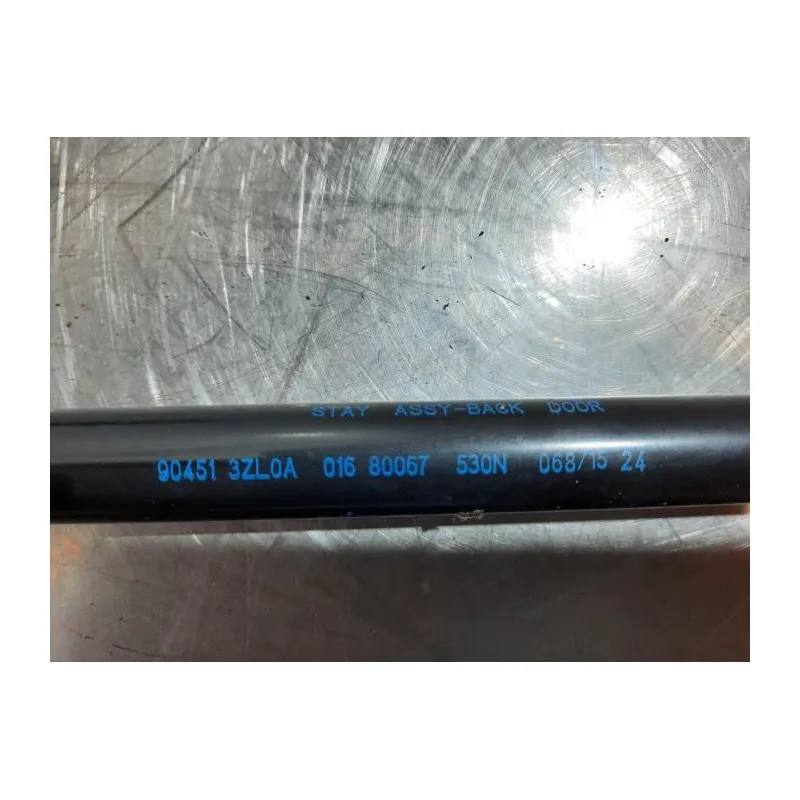 STAY ASSY-BACK DOOR
90451 3ZL0A 016 80067 530N 068/15 24